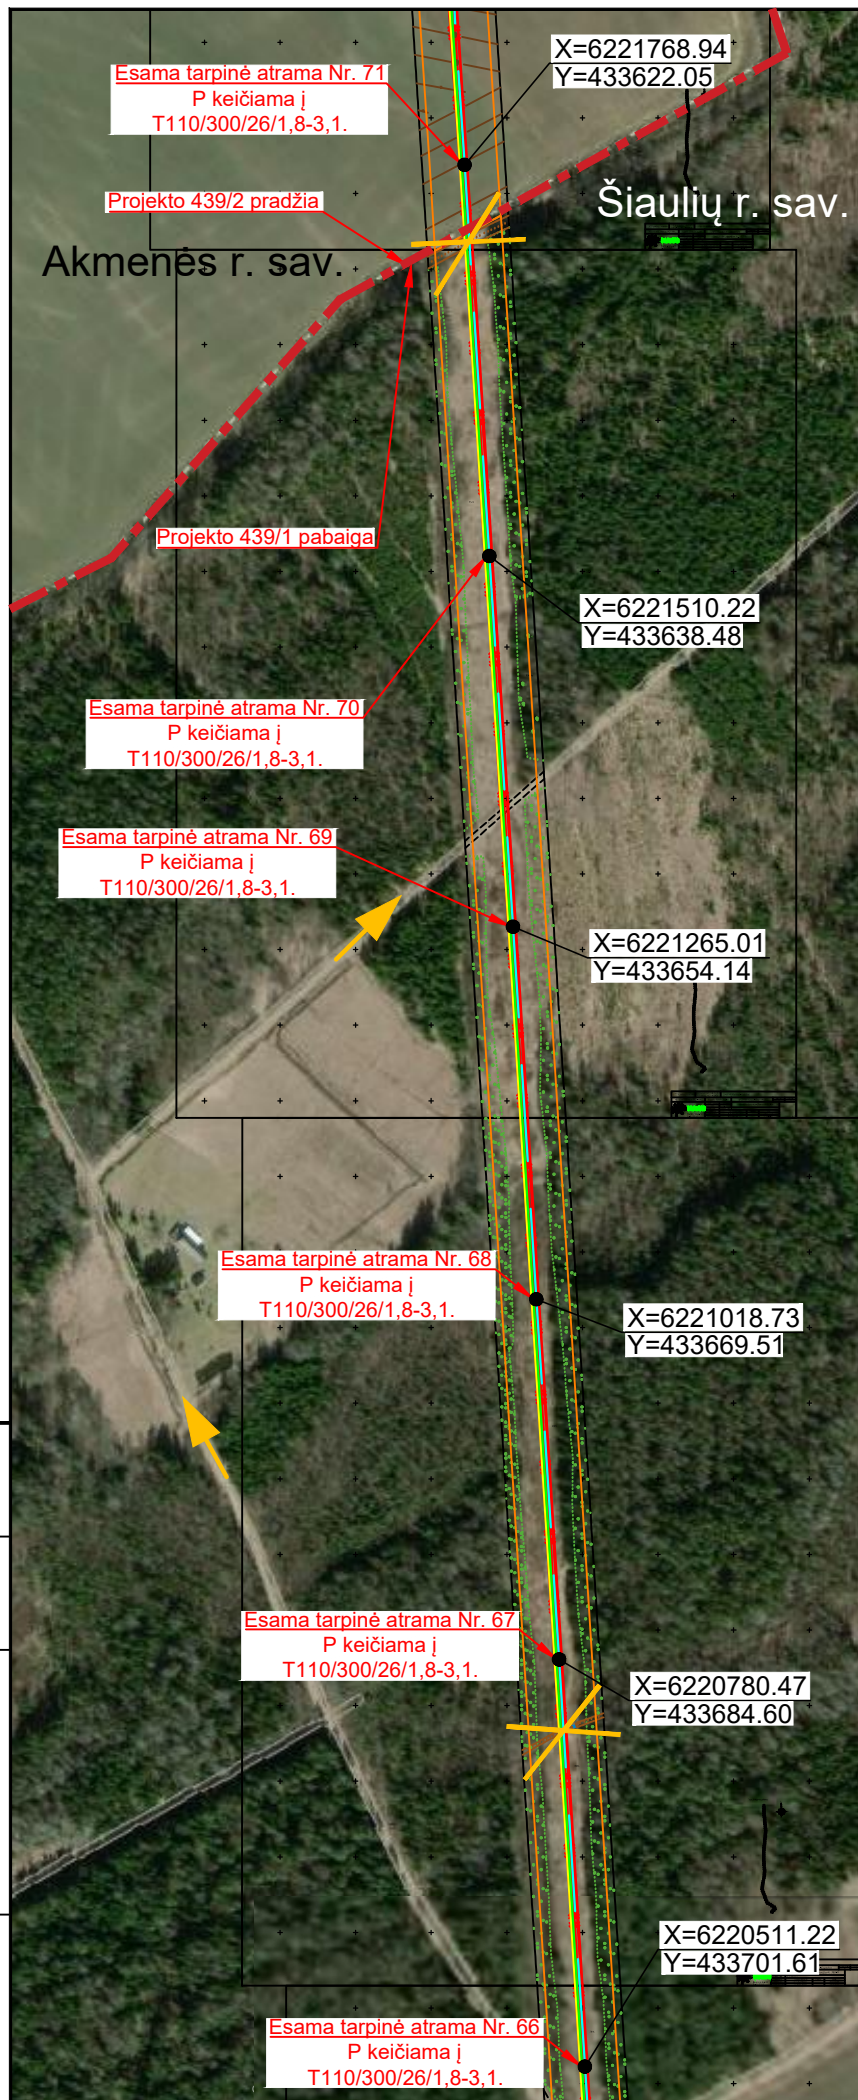 X=6221768.94
Y=433622.05
Esama tarpinė atrama Nr. 71
P keičiama į
T110/300/26/1,8-3,1.
Projekto 439/2 pradžia
Šiaulių r. sav.
Akmenės r. sav.
Projekto 439/1 pabaiga
X=6221510.22
Y=433638.48
Esama tarpinė atrama Nr. 70
P keičiama į
T110/300/26/1,8-3,1.
Esama tarpinė atrama Nr. 69
P keičiama į
T110/300/26/1,8-3,1.
X=6221265.01
Y=433654.14
Esama tarpinė atrama Nr. 68
P keičiama į
T110/300/26/1,8-3,1.
X=6221018.73
Y=433669.51
Esama tarpinė atrama Nr. 67
P keičiama į
T110/300/26/1,8-3,1.
X=6220780.47
Y=433684.60
X=6220511.22
Y=433701.61
Esama tarpinė atrama Nr. 66
P keičiama į
T110/300/26/1,8-3,1.